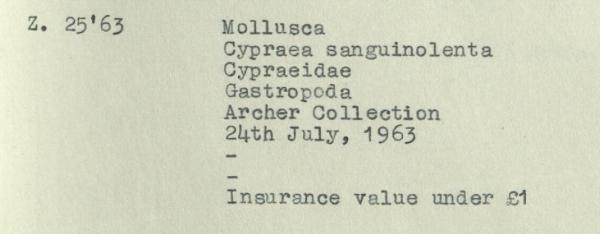 Z. 25'63 Mollusca
Cypraea sanguinolenta
Cypraeidae
Gastropoda
Archer Collection
24th July, 1963
-
-
Insurance value under £1